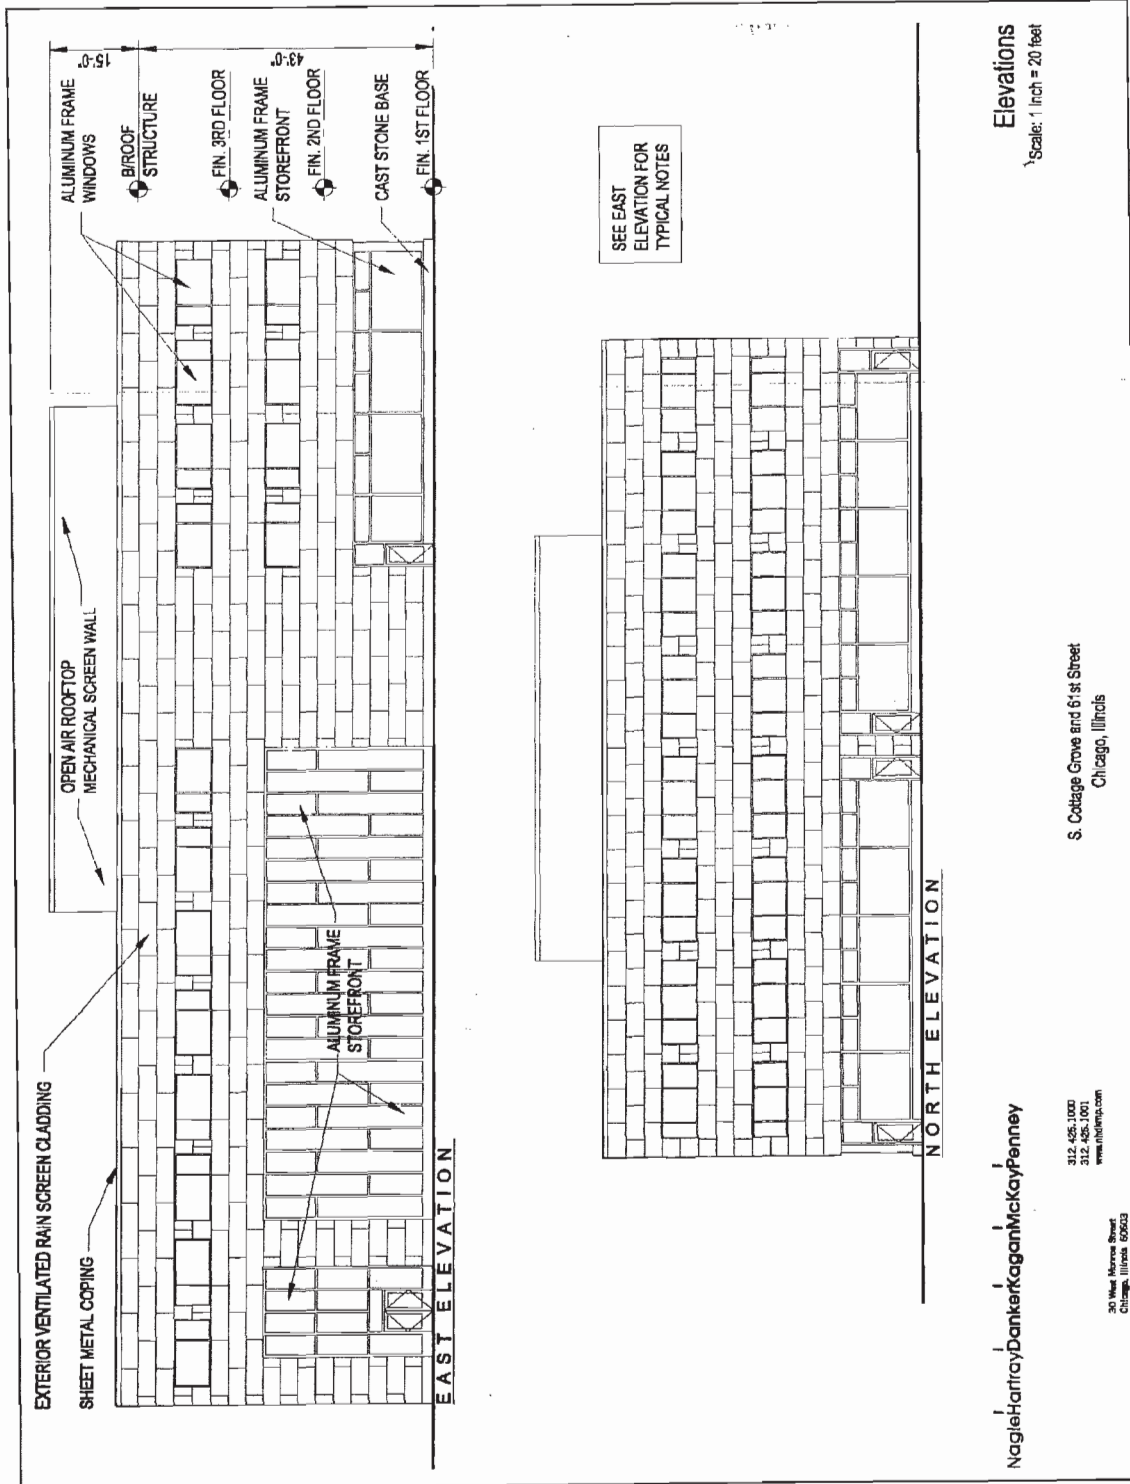 EXTERIOR VENTILATED RAIN SCREEN CLADDING
SHEET METAL COPING
OPEN AIR ROOFTOP
MECHANICAL SCREEN WALL
ALUMINUM FRAME
WINDOWS
15'-0"
B/ROOF
STRUCTURE
43'-0"
FIN. 3RD FLOOR
ALUMINUM FRAME
STOREFRONT
FIN. 2ND FLOOR
CAST STONE BASE
FIN. 1ST FLOOR
ALUMINUM FRAME
STOREFRONT
EAST ELEVATION
SEE EAST
ELEVATION FOR
TYPICAL NOTES
NORTH ELEVATION
NagleHartrayDankerKaganMcKayPenney
30 West Monroe Street
Chicago, Illinois 60603
312.425.1000
312.425.1001
www.nhdkmp.com
S. Cottage Grove and 61st Street
Chicago, Illinois
Elevations
Scale: 1 inch = 20 feet